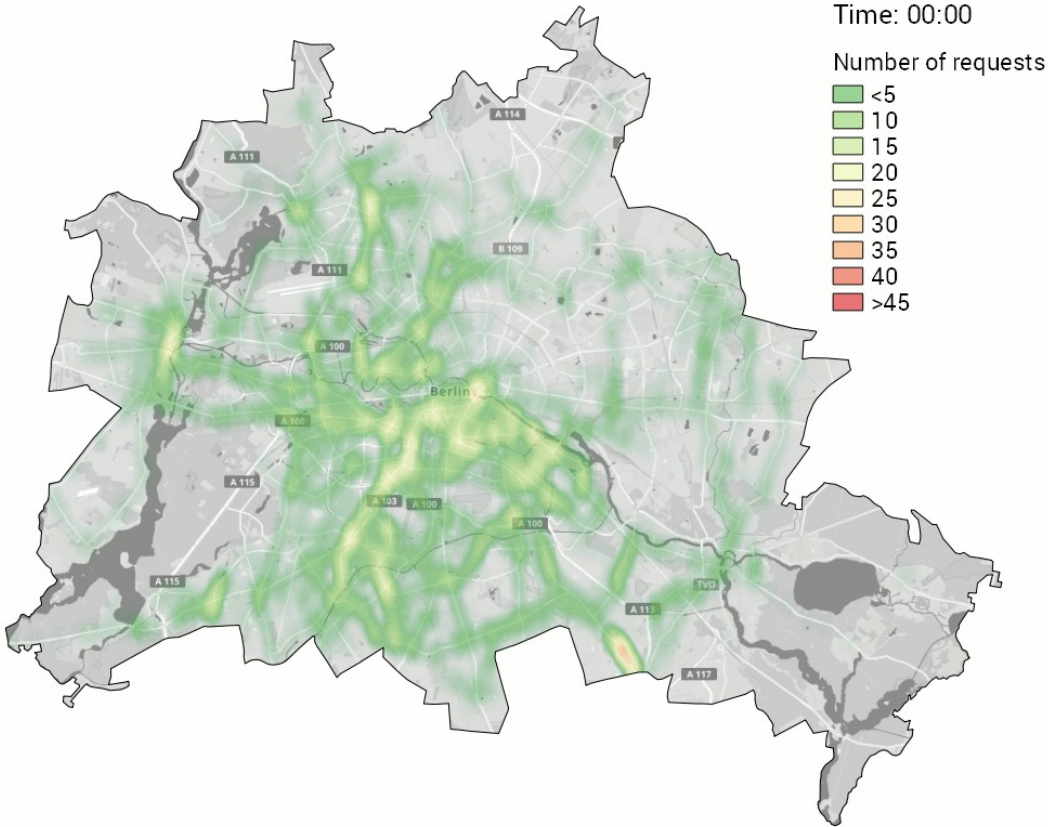 Time: 00:00
Number of requests
<5
10
15
20
25
30
35
40
>45
A 114
A 111
B 109
A 111
A 100
Berlin
A 100
A 115
A 103
A 100
A 100
A 115
TVO
A 113
A 117